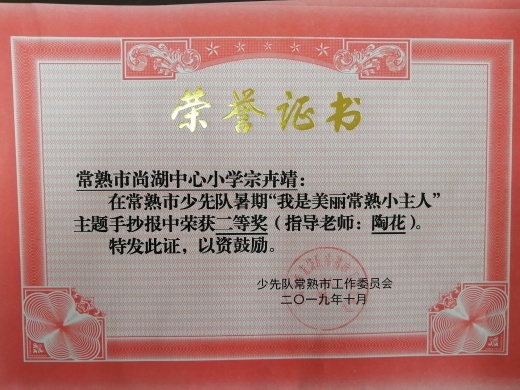 荣誉证书
常熟市尚湖中心小学宗卉靖：
在常熟市少先队暑期“我是美丽常熟小主人”
主题手抄报中荣获二等奖（指导老师：陶花）。
特发此证，以资鼓励。
少先队常熟市工作委员会
二〇一九年十月